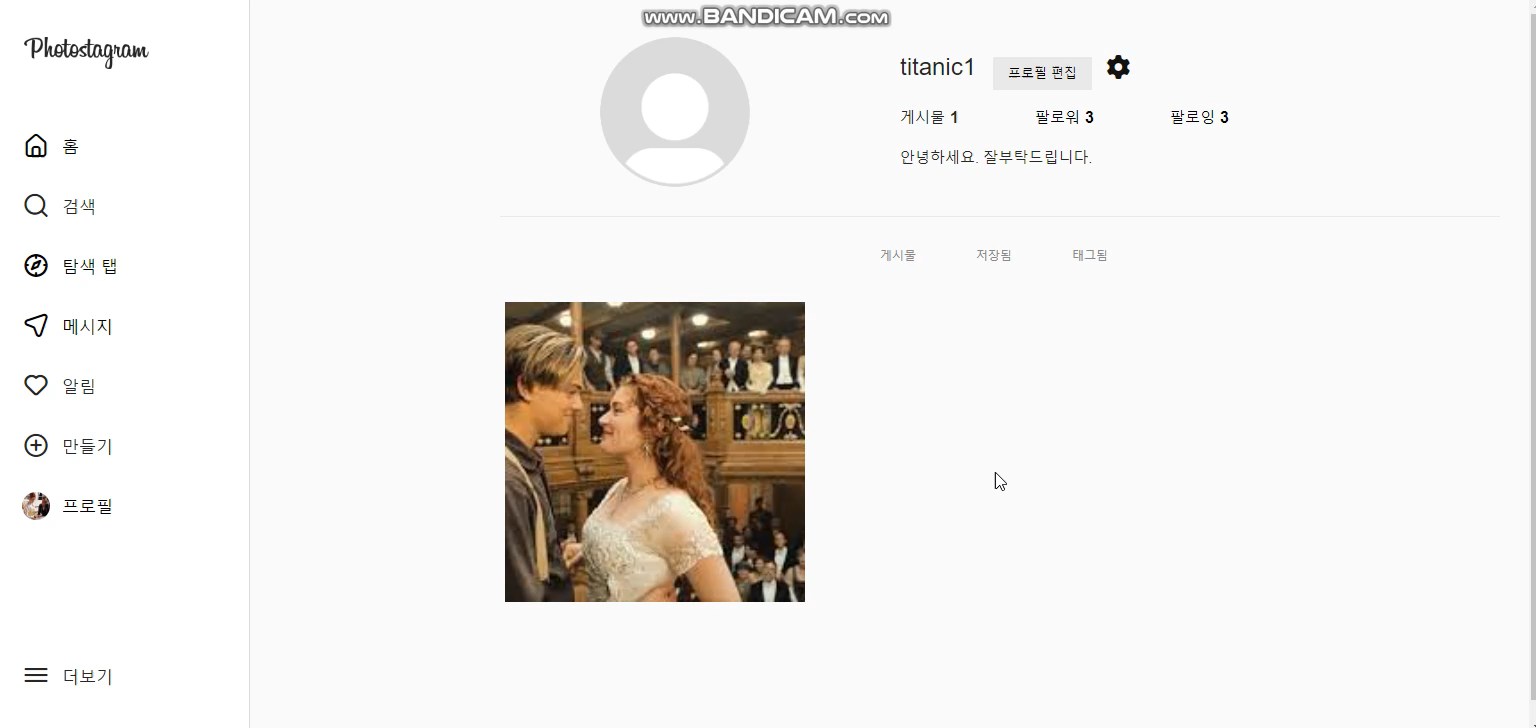 www.BANDICAM.com
Photostagram
홈
검색
탐색 탭
메시지
알림
만들기
프로필
더보기
titanic1 프로필 편집
게시물 1 팔로워 3 팔로잉 3
안녕하세요. 잘부탁드립니다.
게시물 저장됨 태그됨